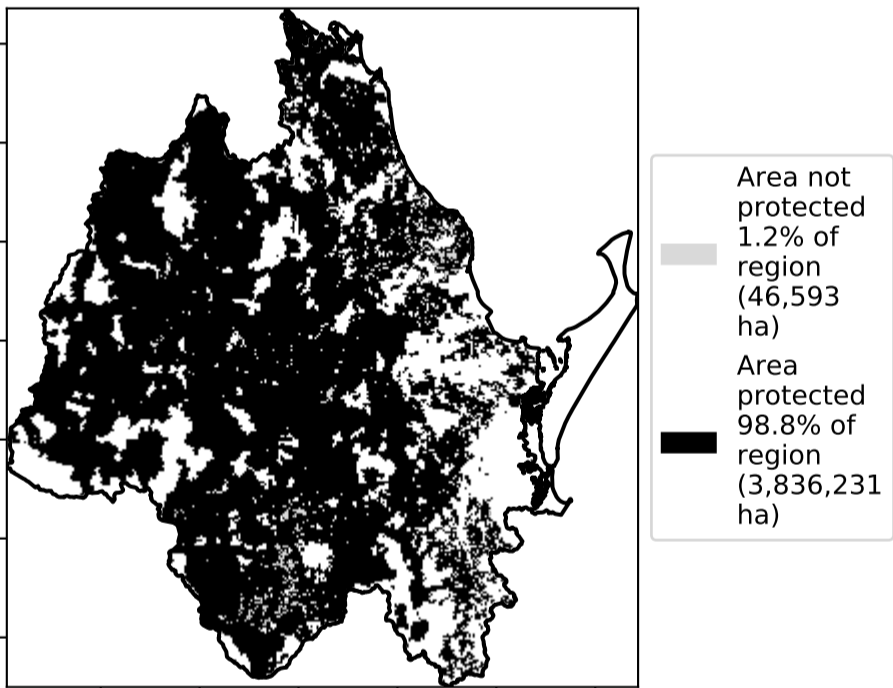 Area not
protected
1.2% of
region
(46,593
ha)
Area
protected
98.8% of
region
(3,836,231
ha)